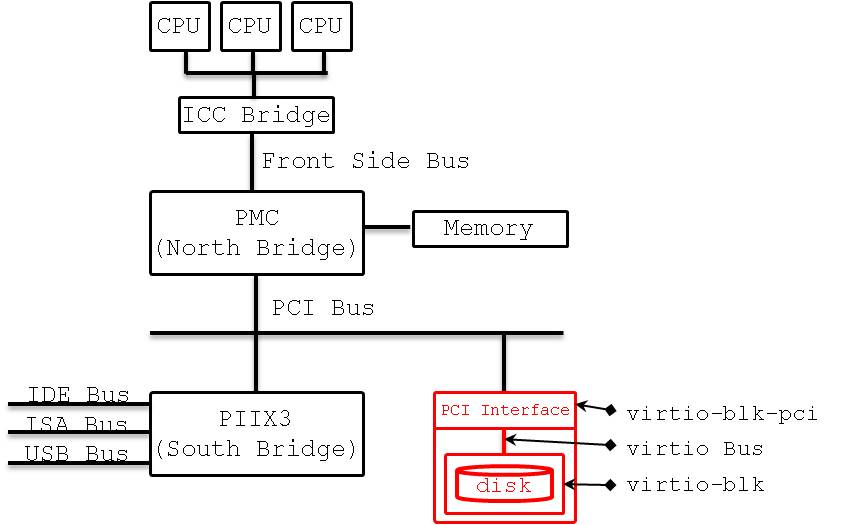 CPU CPU CPU
ICC Bridge
Front Side Bus
PMC
(North Bridge)
Memory
PCI Bus
IDE Bus
ISA Bus
USB Bus
PIIX3
(South Bridge)
PCI Interface
disk
virtio-blk-pci
virtio Bus
virtio-blk